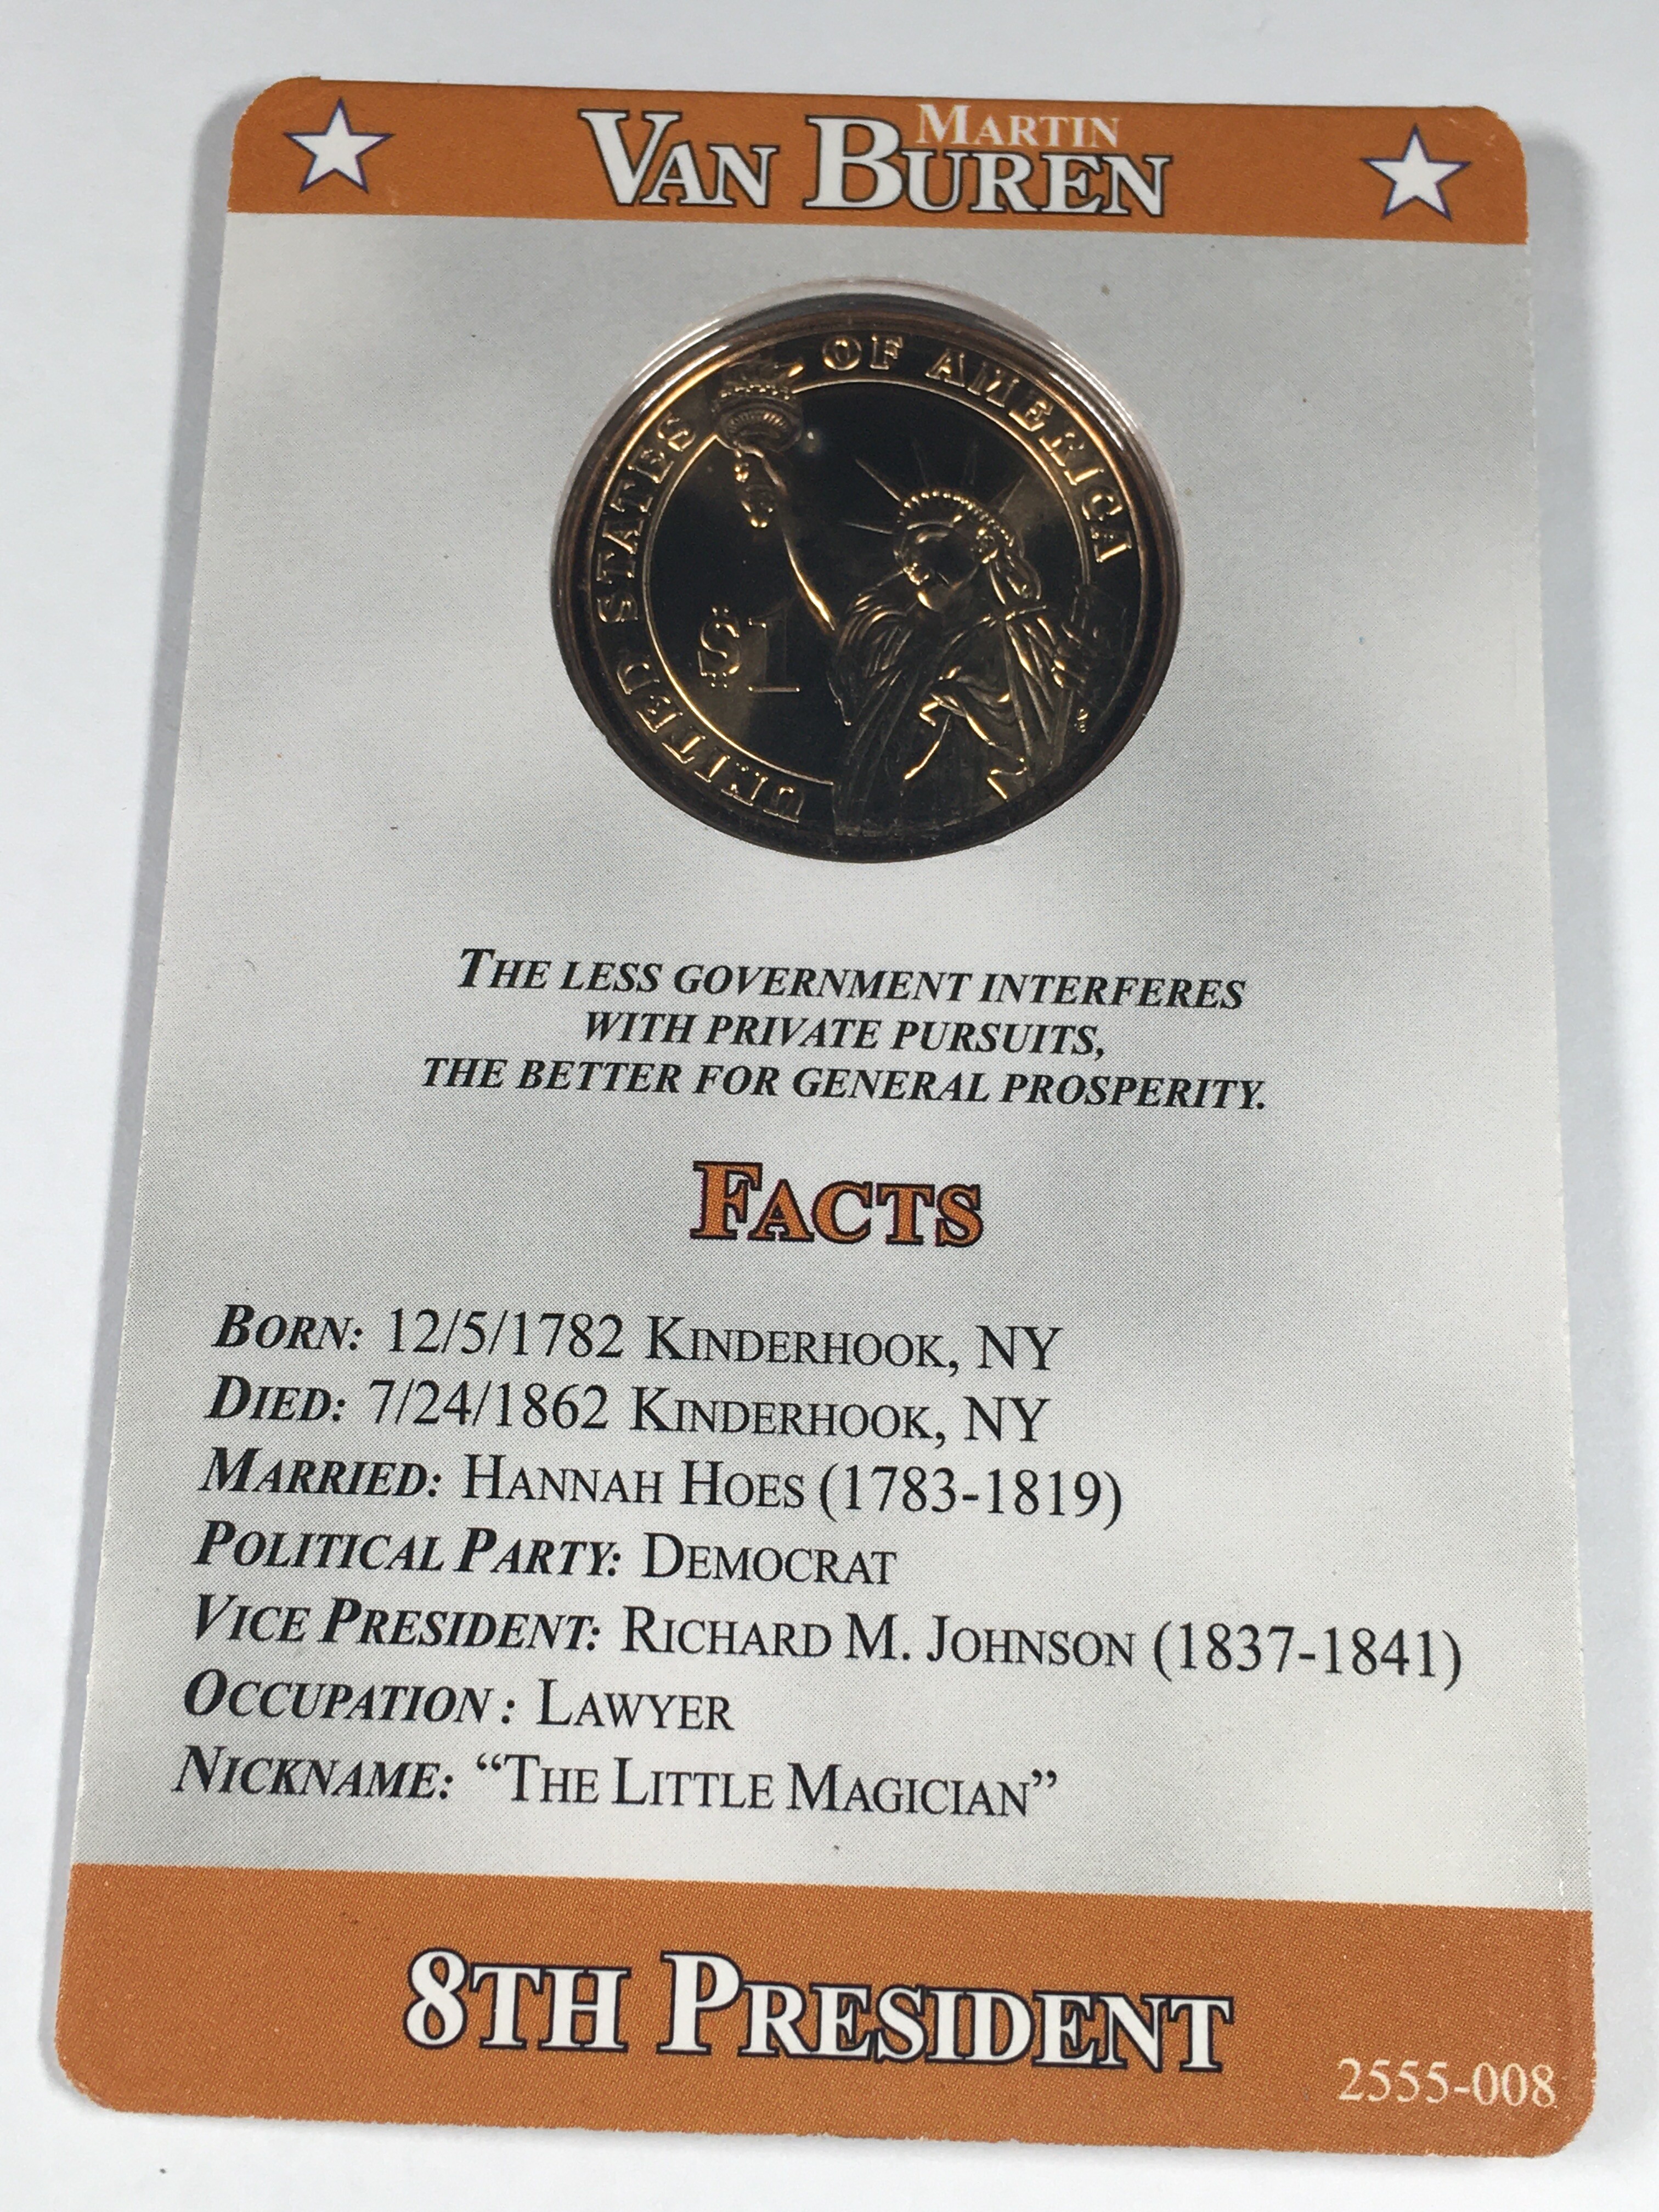 MARTIN
VAN BUREN
UNITED STATES OF AMERICA
$1
THE LESS GOVERNMENT INTERFERES
WITH PRIVATE PURSUITS,
THE BETTER FOR GENERAL PROSPERITY.
FACTS
BORN: 12/5/1782 KINDERHOOK, NY
DIED: 7/24/1862 KINDERHOOK, NY
MARRIED: HANNAH HOES (1783-1819)
POLITICAL PARTY: DEMOCRAT
VICE PRESIDENT: RICHARD M. JOHNSON (1837-1841)
OCCUPATION : LAWYER
NICKNAME: “THE LITTLE MAGICIAN”
8TH PRESIDENT
2555-008